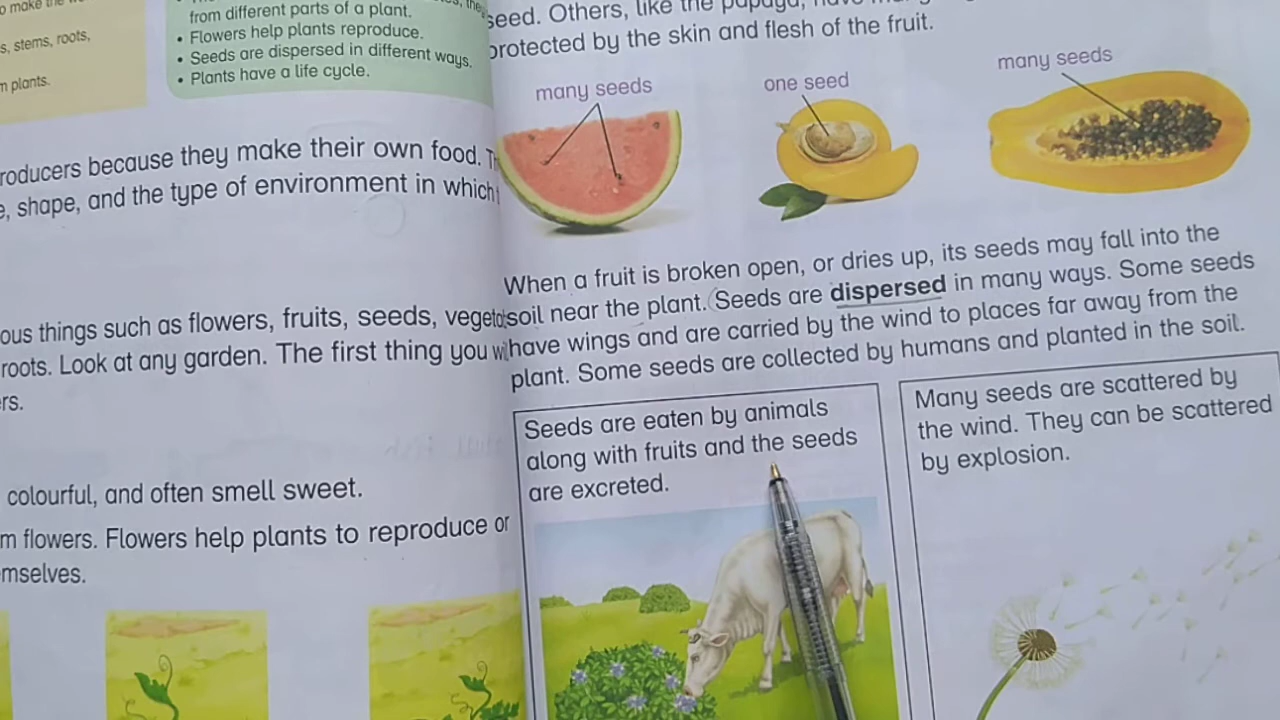 to make the
s, stems, roots,
m plants.
from different parts of a plant.
• Flowers help plants reproduce.
• Seeds are dispersed in different ways.
• Plants have a life cycle.
roducers because they make their own food.
e, shape, and the type of environment in which
ous things such as flowers, fruits, seeds, vegeta
roots. Look at any garden. The first thing you wi
ers.
colourful, and often smell sweet.
m flowers. Flowers help plants to reproduce or
mselves.
seed. Others, like the papaya, have
protected by the skin and flesh of the fruit.
many seeds
one seed
many seeds
When a fruit is broken open, or dries up, its seeds may fall into the
soil near the plant. Seeds are dispersed in many ways. Some seeds
have wings and are carried by the wind to places far away from the
plant. Some seeds are collected by humans and planted in the soil.
Seeds are eaten by animals
along with fruits and the seeds
are excreted.
Many seeds are scattered by
the wind. They can be scattered
by explosion.